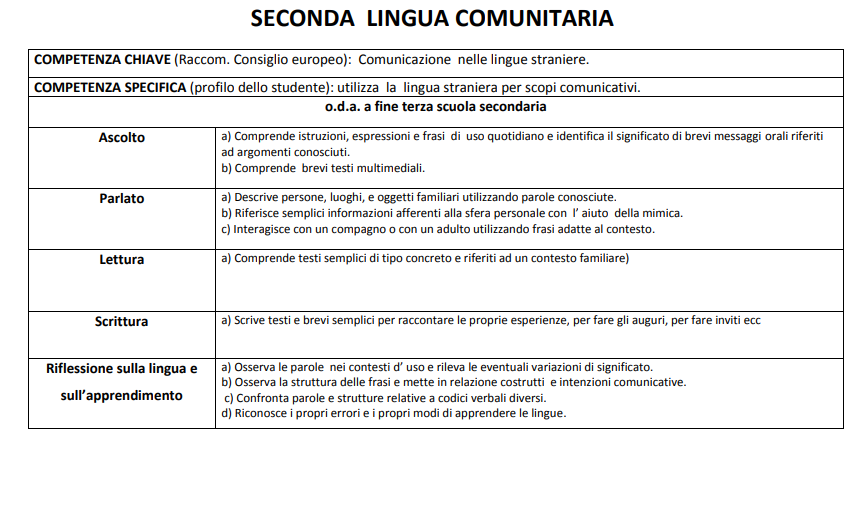 SECONDA LINGUA COMUNITARIA
COMPETENZA CHIAVE (Raccom. Consiglio europeo): Comunicazione nelle lingue straniere.
COMPETENZA SPECIFICA (profilo dello studente): utilizza la lingua straniera per scopi comunicativi.
o.d.a. a fine terza scuola secondaria
Ascolto
a) Comprende istruzioni, espressioni e frasi di uso quotidiano e identifica il significato di brevi messaggi orali riferiti
ad argomenti conosciuti.
b) Comprende brevi testi multimediali.
Parlato
a) Descrive persone, luoghi, e oggetti familiari utilizzando parole conosciute.
b) Riferisce semplici informazioni afferenti alla sfera personale con l' aiuto della mimica.
c) Interagisce con un compagno o con un adulto utilizzando frasi adatte al contesto.
Lettura
a) Comprende testi semplici di tipo concreto e riferiti ad un contesto familiare)
Scrittura
a) Scrive testi e brevi semplici per raccontare le proprie esperienze, per fare gli auguri, per fare inviti ecc
Riflessione sulla lingua e
sull'apprendimento
a) Osserva le parole nei contesti d' uso e rileva le eventuali variazioni di significato.
b) Osserva la struttura delle frasi e mette in relazione costrutti e intenzioni comunicative.
c) Confronta parole e strutture relative a codici verbali diversi.
d) Riconosce i propri errori e i propri modi di apprendere le lingue.